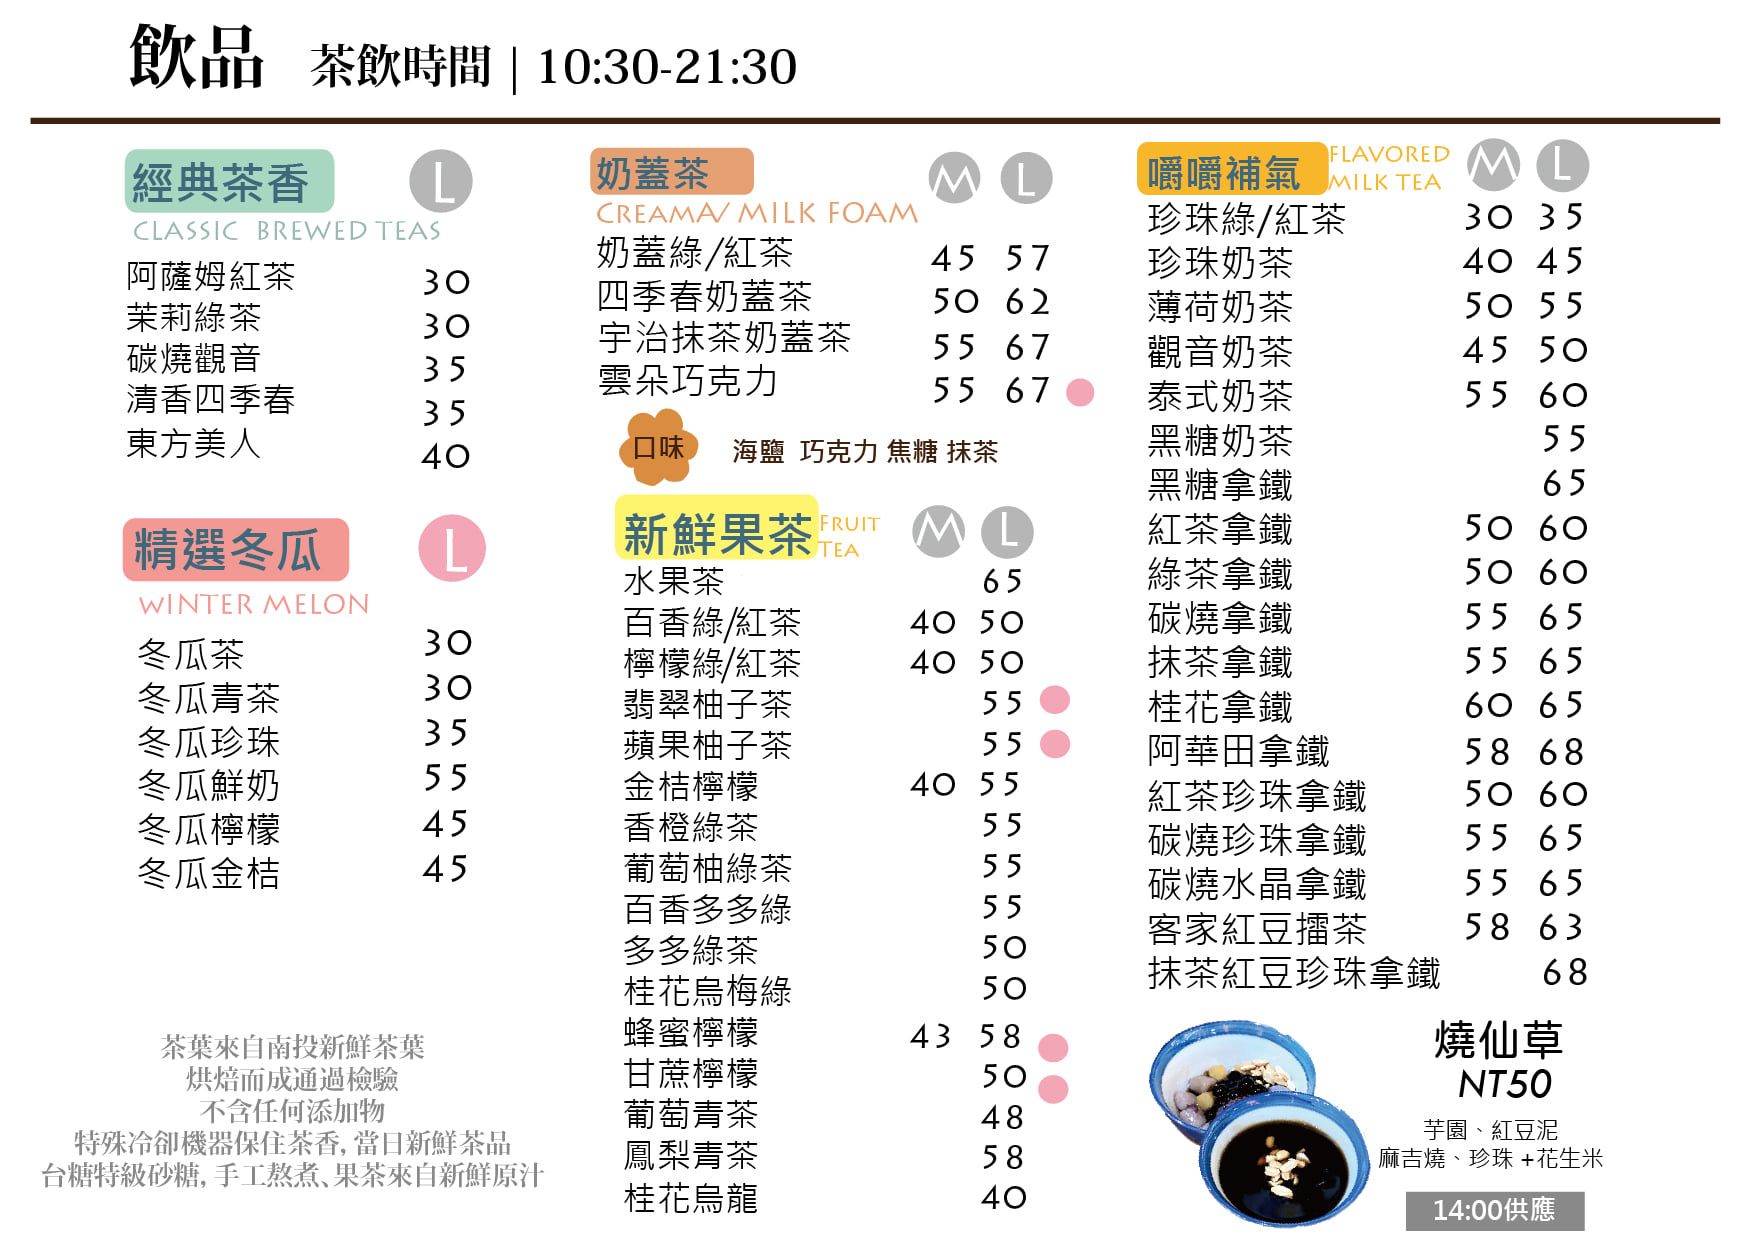 飲品 茶飲時間 | 10:30-21:30
經典茶香 L
CLASSIC BREWED TEAS
阿薩姆紅茶 30
茉莉綠茶 30
碳燒觀音 35
清香四季春 35
東方美人 40
精選冬瓜 L
WINTER MELON
冬瓜茶 30
冬瓜青茶 30
冬瓜珍珠 35
冬瓜鮮奶 55
冬瓜檸檬 45
冬瓜金桔 45
茶葉來自南投新鮮茶葉
烘焙而成通過檢驗
不含任何添加物
特殊冷卻機器保住茶香,當日新鮮茶品
台糖特級砂糖,手工熬煮、果茶來自新鮮原汁
奶蓋茶 M L
CREAMA/ MILK FOAM
奶蓋綠/紅茶 45 57
四季春奶蓋茶 50 62
宇治抹茶奶蓋茶 55 67
雲朵巧克力 55 67
口味 海鹽 巧克力 焦糖 抹茶
新鮮果茶 FRUIT TEA M L
水果茶 65
百香綠/紅茶 40 50
檸檬綠/紅茶 40 50
翡翠柚子茶 55
蘋果柚子茶 55
金桔檸檬 40 55
香橙綠茶 55
葡萄柚綠茶 55
百香多多綠 55
多多綠茶 50
桂花烏梅綠 50
蜂蜜檸檬 43 58
甘蔗檸檬 50
葡萄青茶 48
鳳梨青茶 58
桂花烏龍 40
嚼嚼補氣 FLAVORED MILK TEA M L
珍珠綠/紅茶 30 35
珍珠奶茶 40 45
薄荷奶茶 50 55
觀音奶茶 45 50
泰式奶茶 55 60
黑糖奶茶 55
黑糖拿鐵 65
紅茶拿鐵 50 60
綠茶拿鐵 50 60
碳燒拿鐵 55 65
抹茶拿鐵 55 65
桂花拿鐵 60 65
阿華田拿鐵 58 68
紅茶珍珠拿鐵 50 60
碳燒珍珠拿鐵 55 65
碳燒水晶拿鐵 55 65
客家紅豆擂茶 58 63
抹茶紅豆珍珠拿鐵 68
燒仙草
NT50
芋園、紅豆泥
麻吉燒、珍珠+花生米
14:00供應